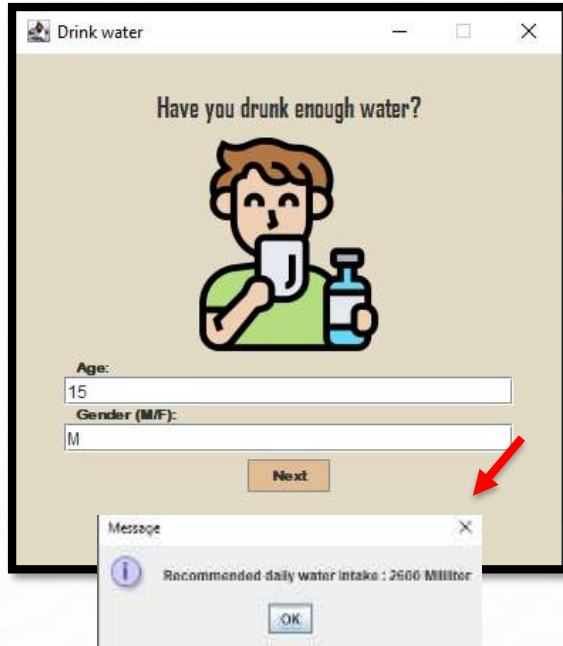 Drink water
Have you drunk enough water?
Age:
15
Gender (M/F):
M
Next
Message
Recommended daily water intake : 2600 Milliter
OK